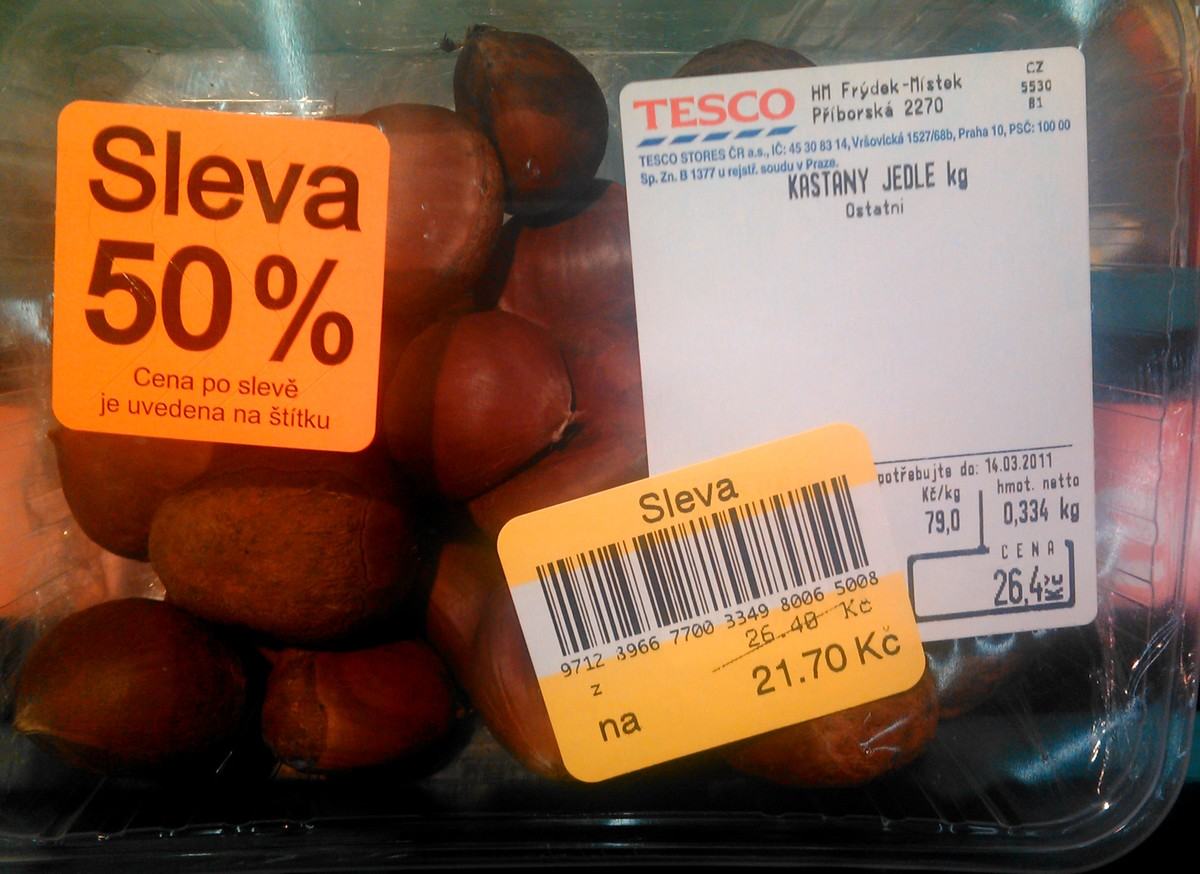 Sleva
50 %
Cena po slevě
je uvedena na štítku
TESCO
HM Frýdek-Místek
Příborská 2270
CZ
5530
B1
TESCO STORES ČR a.s., IČ: 45 30 83 14, Vršovická 1527/68b, Praha 10, PSČ: 100 00
Sp. Zn. B 1377 u rejstř. soudu v Praze.
KASTANY JEDLE kg
Ostatni
potřebujte do: 14.03.2011
Kč/kg
hmot. netto
79,0
0,334 kg
CENA
26,4 Kč
Sleva
9712 3966 7700 3349 8006 5008
z
26.40 Kč
na
21.70 Kč